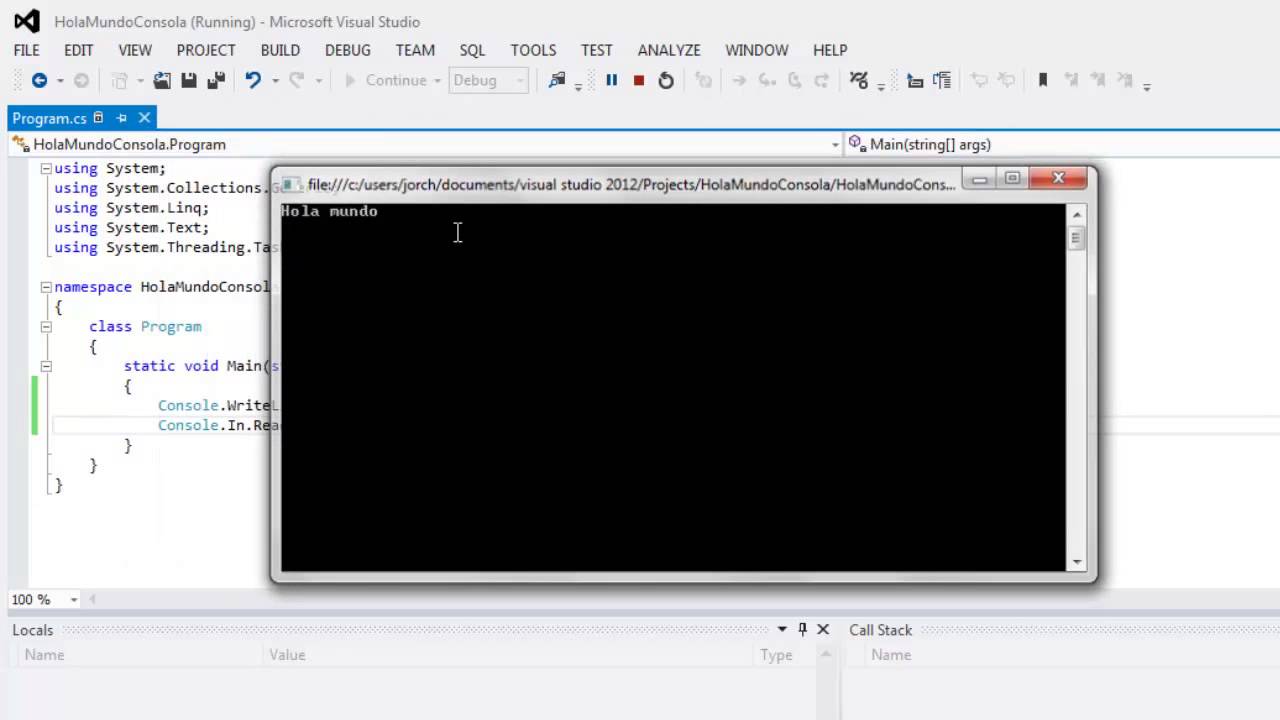 HolaMundoConsola (Running) - Microsoft Visual Studio
FILE EDIT VIEW PROJECT BUILD DEBUG TEAM SQL TOOLS TEST ANALYZE WINDOW HELP
Continue Debug
Program.cs
HolaMundoConsola.Program Main(string[] args)
file:///c:/users/jorch/documents/visual studio 2012/Projects/HolaMundoConsola/HolaMundoCons...
Hola mundo
using System;
using System.Collections.
using System.Linq;
using System.Text;
using System.Threading.Tas
namespace HolaMundoConsola
{
class Program
{
static void Main(s
{
Console.WriteL
Console.In.Rea
}
}
}
100 %
Locals Call Stack
Name Value Type Name